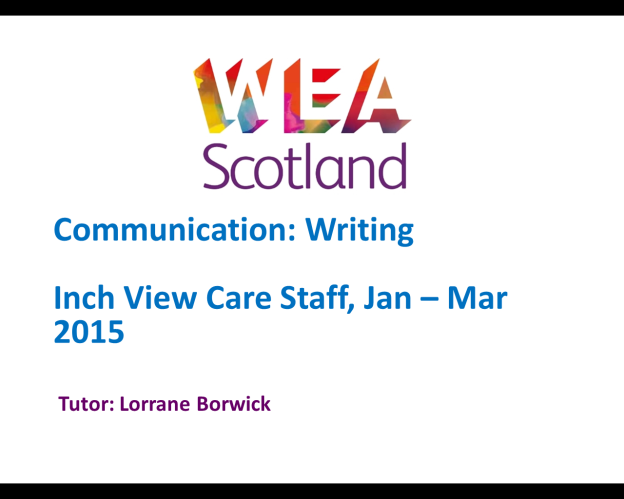 WEA
Scotland
Communication: Writing
Inch View Care Staff, Jan – Mar
2015
Tutor: Lorrane Borwick